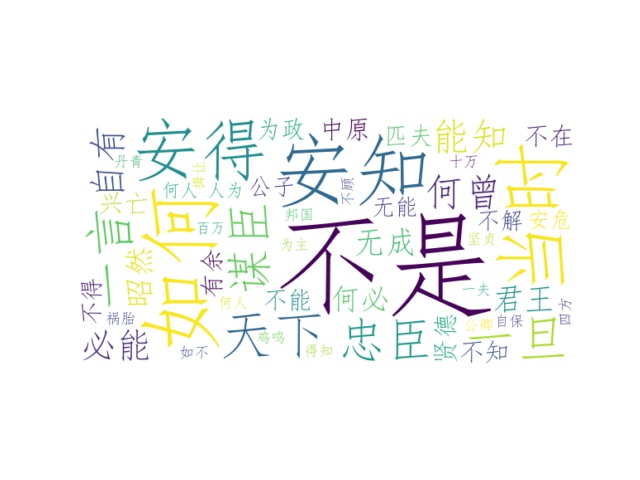 不是
安知
安得
如何
当时
天下
忠臣
谋臣
一言
一旦
自有
必能
何曾
能知
无成
君王
何必
昭然
不能
不知
不解
不在
不得
有余
中原
为政
匹夫
公子
无能
兴亡
贤德
安危
何人
人为
十万
不顾
丹青
百万
邦国
为主
坚贞
祸胎
如不
鸡鸣
得知
何人
一夫
公卿
自保
四方